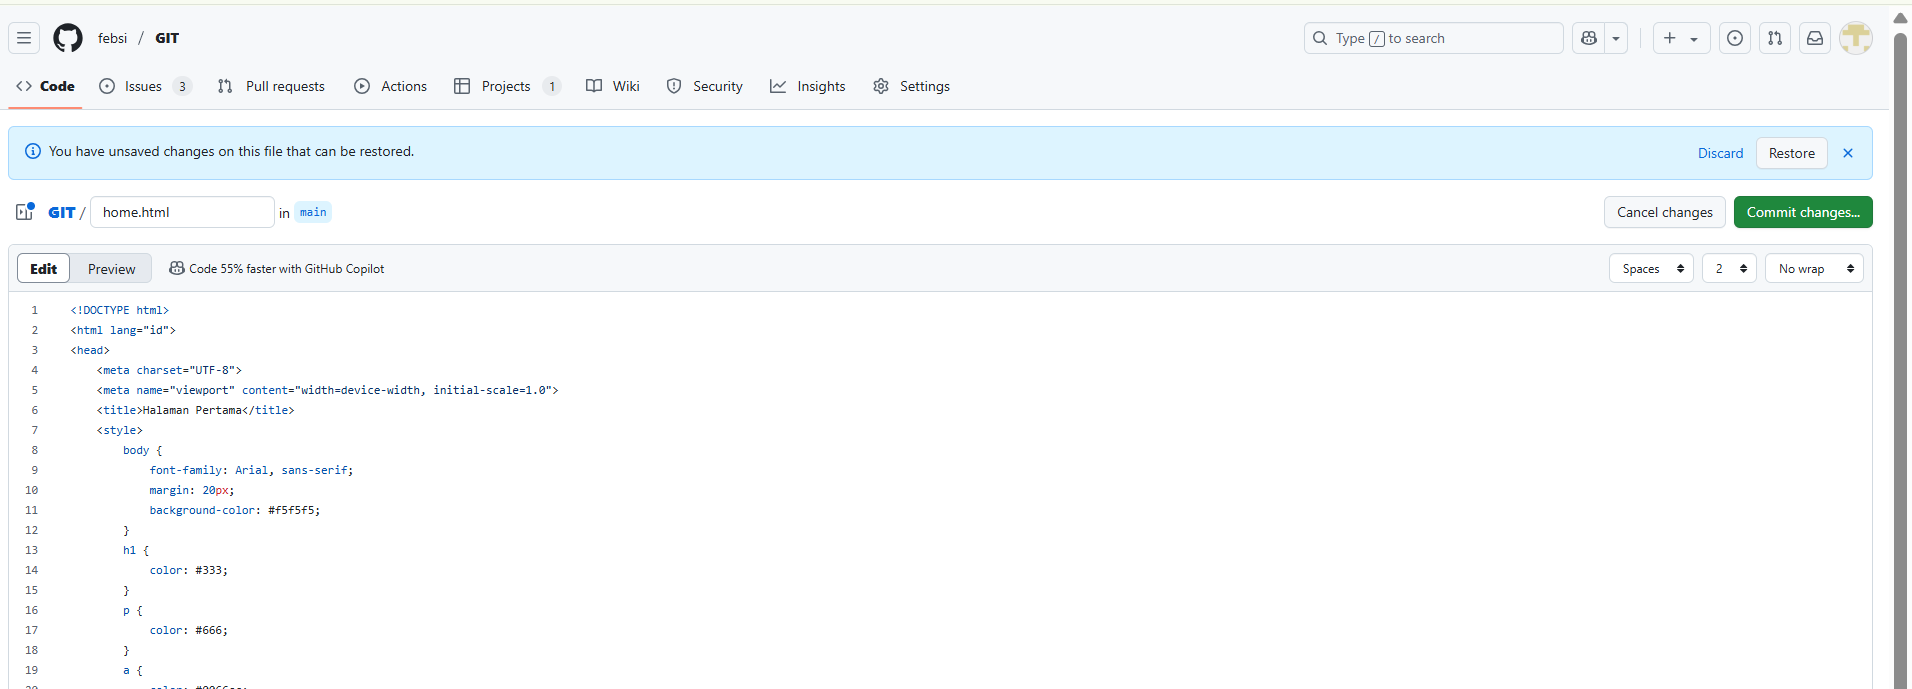 febsi / GIT
Type / to search
Code Issues 3 Pull requests Actions Projects 1 Wiki Security Insights Settings
You have unsaved changes on this file that can be restored. Discard Restore
GIT / home.html in main Cancel changes Commit changes...
Edit Preview Code 55% faster with GitHub Copilot Spaces 2 No wrap
1 <!DOCTYPE html>
2 <html lang="id">
3 <head>
4 <meta charset="UTF-8">
5 <meta name="viewport" content="width=device-width, initial-scale=1.0">
6 <title>Halaman Pertama</title>
7 <style>
8 body {
9 font-family: Arial, sans-serif;
10 margin: 20px;
11 background-color: #f5f5f5;
12 }
13 h1 {
14 color: #333;
15 }
16 p {
17 color: #666;
18 }
19 a {